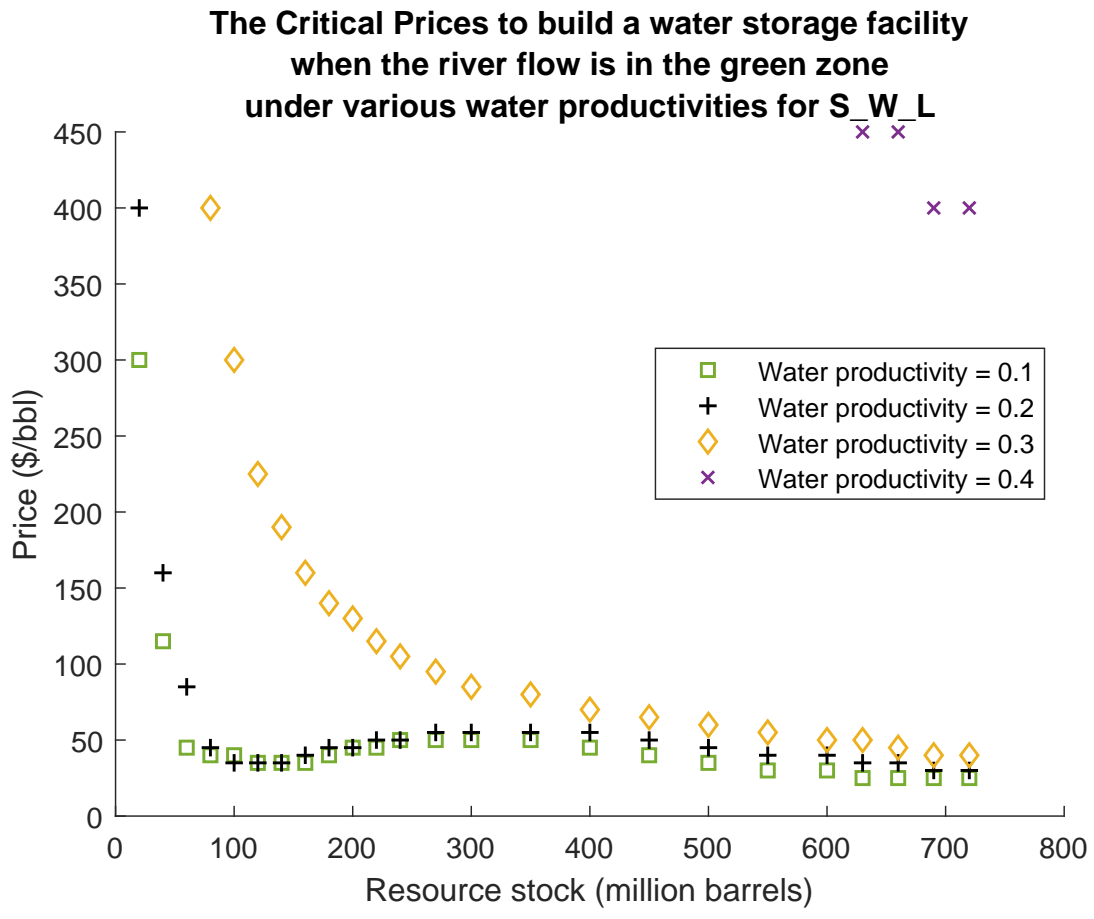 The Critical Prices to build a water storage facility
when the river flow is in the green zone
under various water productivities for S_W_L
450
400
350
300
250
200
150
100
50
0
Price ($/bbl)
Water productivity = 0.1
Water productivity = 0.2
Water productivity = 0.3
Water productivity = 0.4
0 100 200 300 400 500 600 700 800
Resource stock (million barrels)